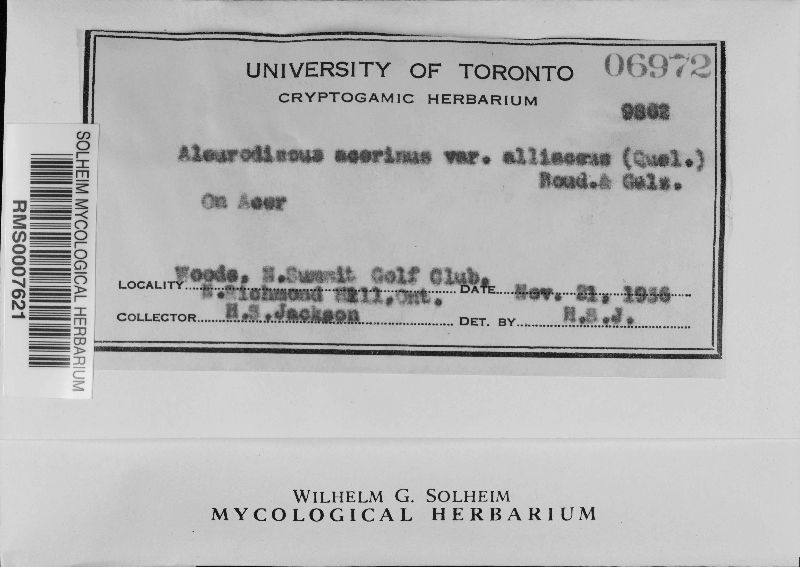 UNIVERSITY OF TORONTO 06972
CRYPTOGAMIC HERBARIUM
9802
Aleurodiscus acerinus var. alliaceus (Quel.)
Boud.& Galz.
On Acer
Woods, N.Summit Golf Club,
LOCALITY N.Richmond Hill,Ont. DATE Nov. 21, 1936
COLLECTOR H.S.Jackson DET. BY H.S.J.
SOLHEIM MYCOLOGICAL HERBARIUM
RMS0007621
WILHELM G. SOLHEIM
MYCOLOGICAL HERBARIUM